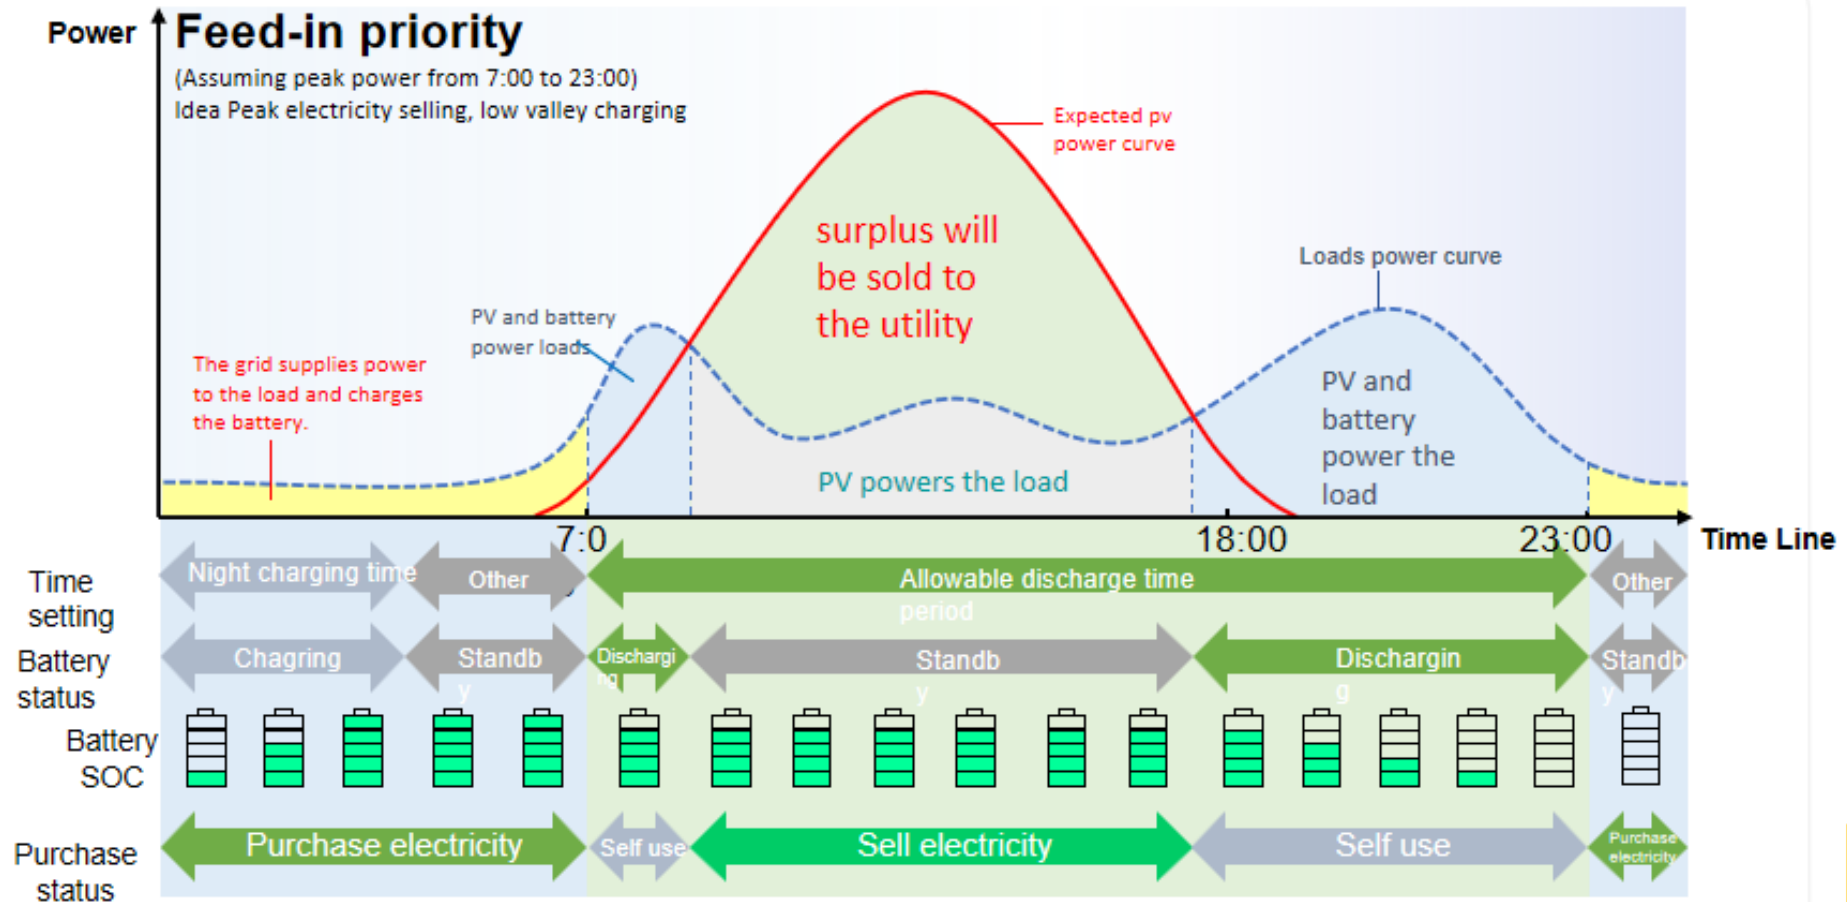 Power
Feed-in priority
(Assuming peak power from 7:00 to 23:00)
Idea Peak electricity selling, low valley charging
Expected pv
power curve
surplus will
be sold to
the utility
Loads power curve
PV and battery
power loads
The grid supplies power
to the load and charges
the battery.
PV and
battery
power the
load
PV powers the load
7:0
18:00
23:00
Time Line
Time
setting
Night charging time
Other
Allowable discharge time
period
Other
Battery
status
Chagring
Standb
y
Dischargi
ng
Standb
y
Dischargin
g
Standb
y
Battery
SOC
Purchase
status
Purchase electricity
Self use
Sell electricity
Self use
Purchase
electricity